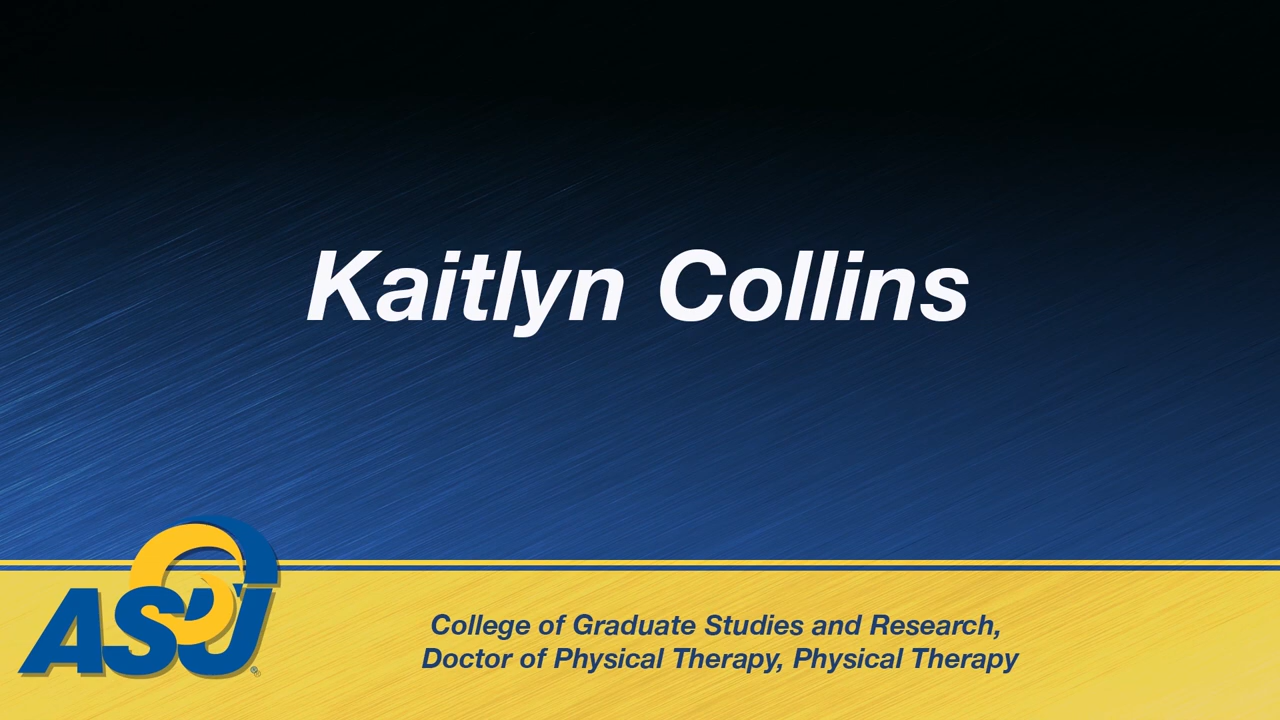 Kaitlyn Collins
ASU
®
College of Graduate Studies and Research,
Doctor of Physical Therapy, Physical Therapy